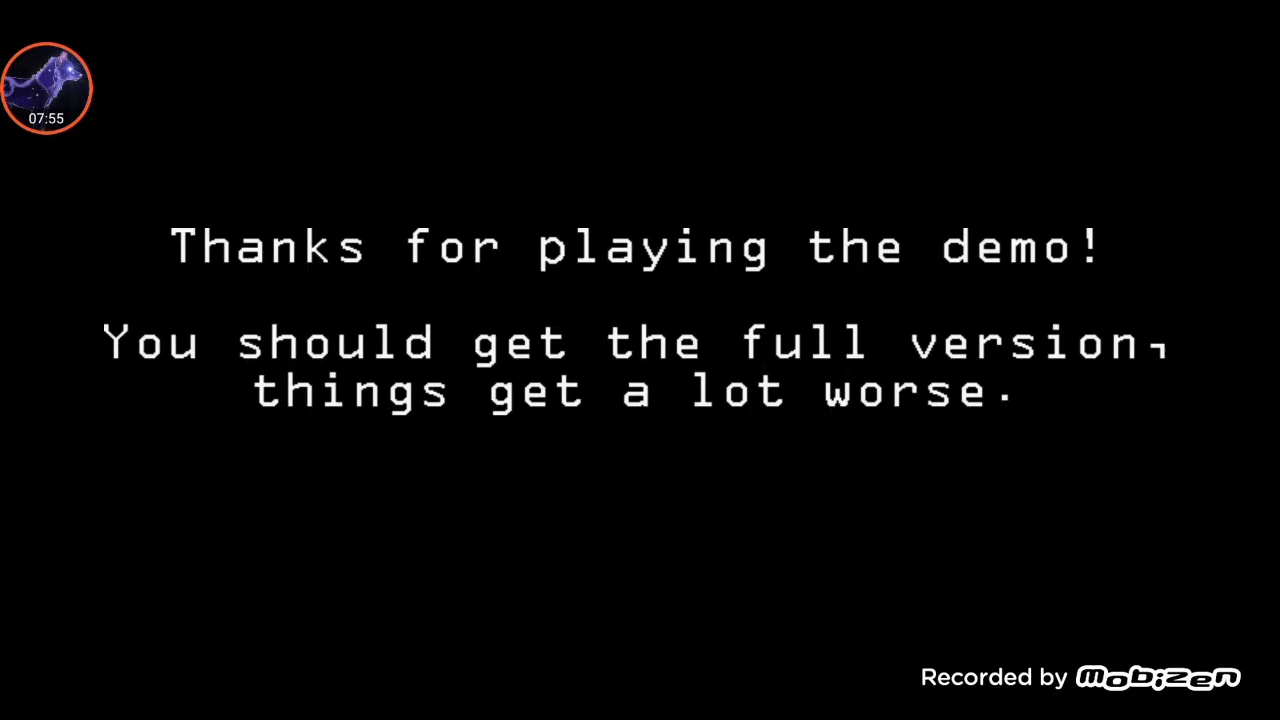 07:55
Thanks for playing the demo!
You should get the full version,
things get a lot worse.
Recorded by mobizen